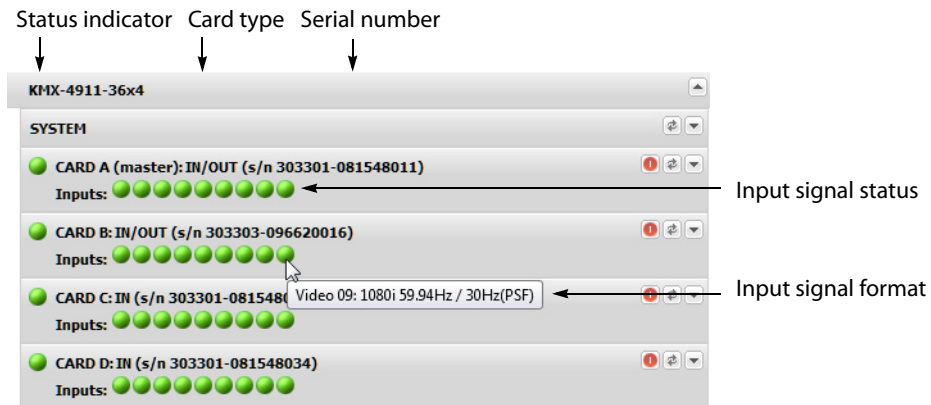 Status indicator Card type Serial number
KMX-4911-36x4
SYSTEM
CARD A (master): IN/OUT (s/n 303301-081548011)
Inputs:
Input signal status
CARD B: IN/OUT (s/n 303303-096620016)
Inputs:
Video 09: 1080i 59.94Hz / 30Hz(PSF)
Input signal format
CARD C: IN (s/n 303301-0815480
Inputs:
CARD D: IN (s/n 303301-081548034)
Inputs: